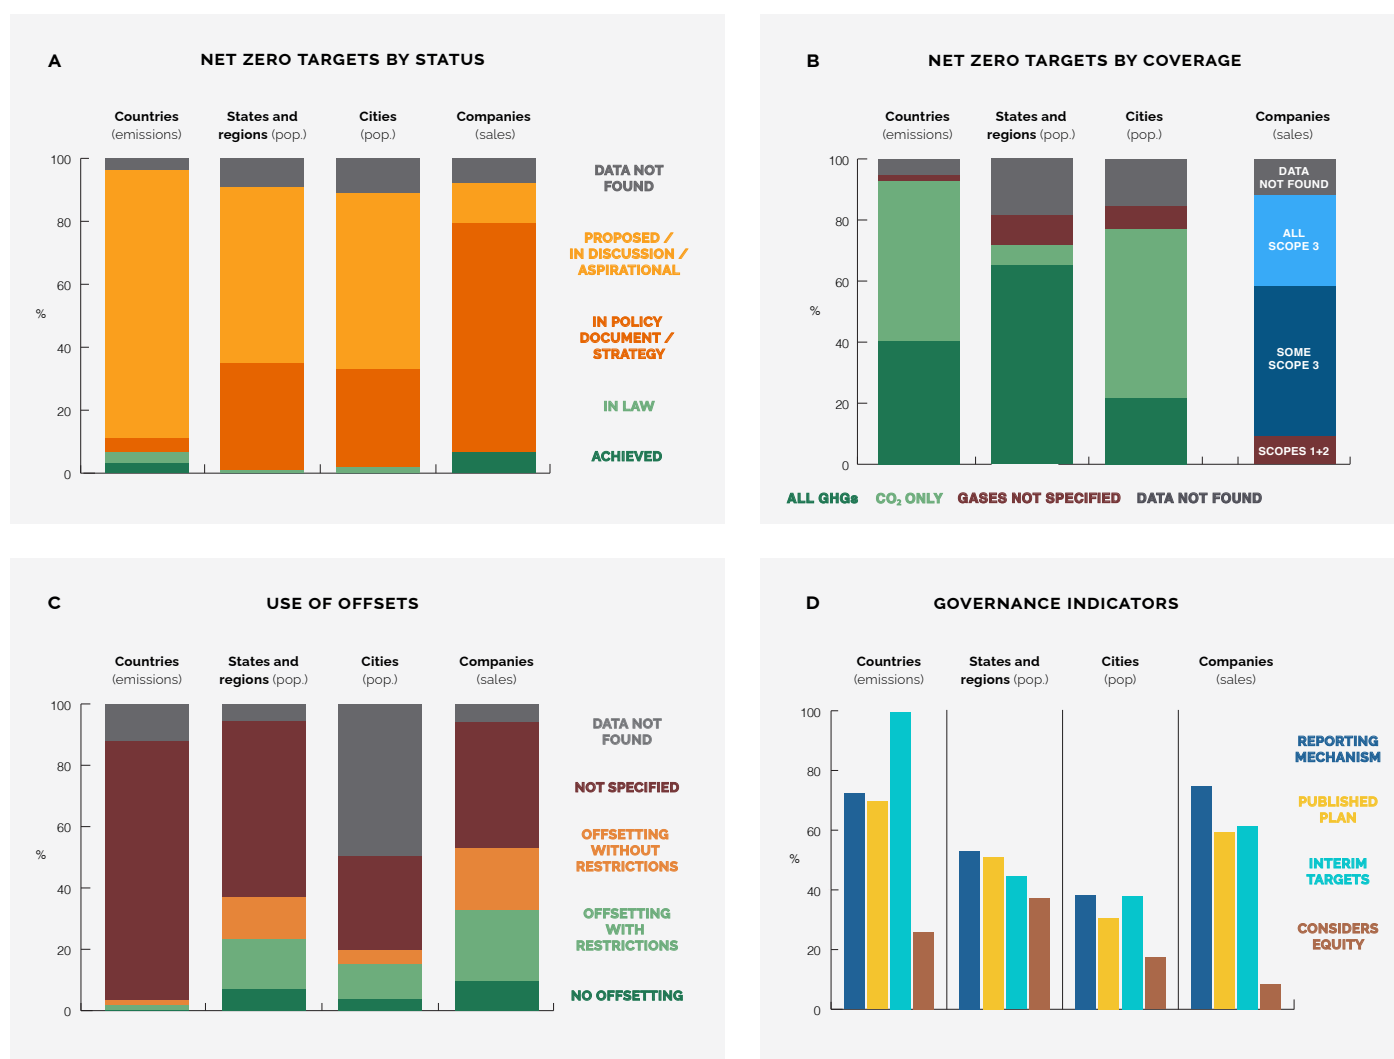 A
NET ZERO TARGETS BY STATUS
Countries
(emissions)
States and
regions (pop.)
Cities
(pop.)
Companies
(sales)
100
80
60
40
20
0
%
DATA NOT
FOUND
PROPOSED /
IN DISCUSSION /
ASPIRATIONAL
IN POLICY
DOCUMENT /
STRATEGY
IN LAW
ACHIEVED
B
NET ZERO TARGETS BY COVERAGE
Countries
(emissions)
States and
regions (pop.)
Cities
(pop.)
Companies
(sales)
100
80
60
40
20
0
%
DATA
NOT FOUND
ALL
SCOPE 3
SOME
SCOPE 3
SCOPES 1+2
ALL GHGs CO₂ ONLY GASES NOT SPECIFIED DATA NOT FOUND
C
USE OF OFFSETS
Countries
(emissions)
States and
regions (pop.)
Cities
(pop.)
Companies
(sales)
100
80
60
40
20
0
%
DATA NOT
FOUND
NOT SPECIFIED
OFFSETTING
WITHOUT
RESTRICTIONS
OFFSETTING
WITH
RESTRICTIONS
NO OFFSETTING
D
GOVERNANCE INDICATORS
Countries
(emissions)
States and
regions (pop.)
Cities
(pop)
Companies
(sales)
100
80
60
40
20
0
%
REPORTING
MECHANISM
PUBLISHED
PLAN
INTERIM
TARGETS
CONSIDERS
EQUITY